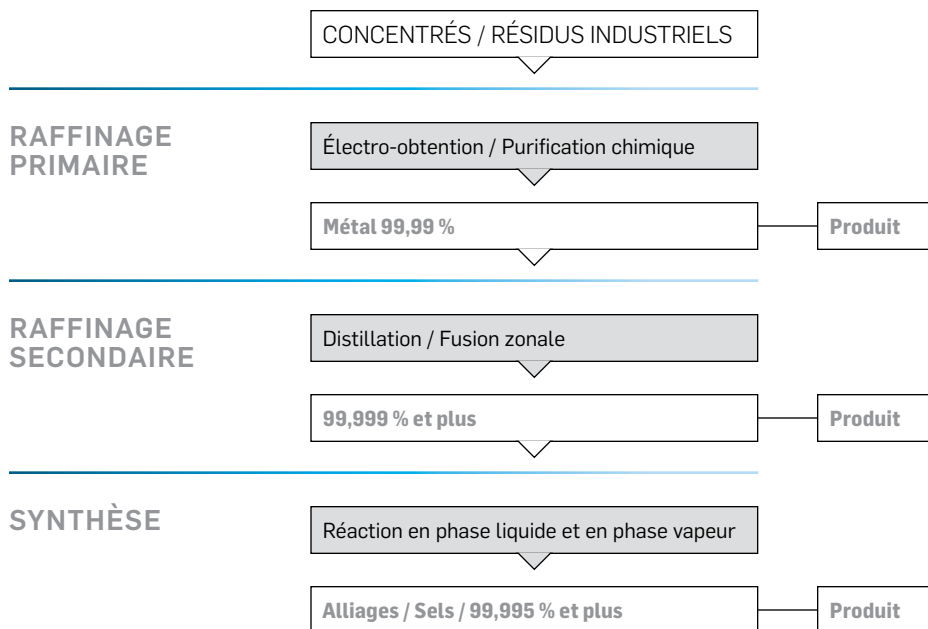 CONCENTRÉS / RÉSIDUS INDUSTRIELS
RAFFINAGE
PRIMAIRE
Électro-obtention / Purification chimique
Métal 99,99 %
Produit
RAFFINAGE
SECONDAIRE
Distillation / Fusion zonale
99,999 % et plus
Produit
SYNTHÈSE
Réaction en phase liquide et en phase vapeur
Alliages / Sels / 99,995 % et plus
Produit